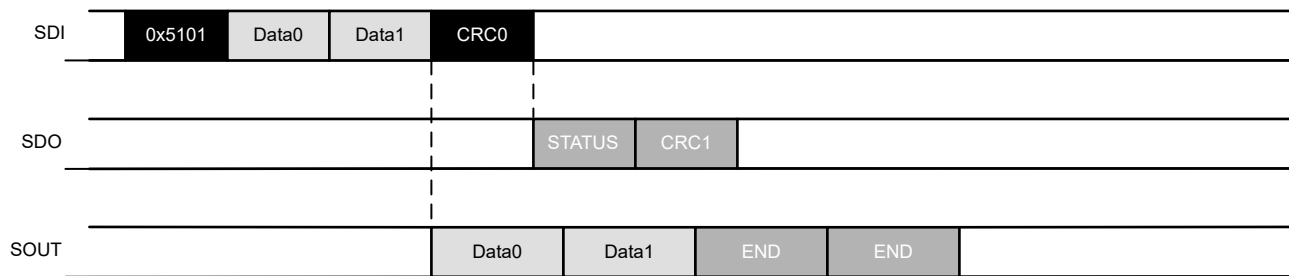 SDI 0x5101 Data0 Data1 CRC0
SDO STATUS CRC1
SOUT Data0 Data1 END END